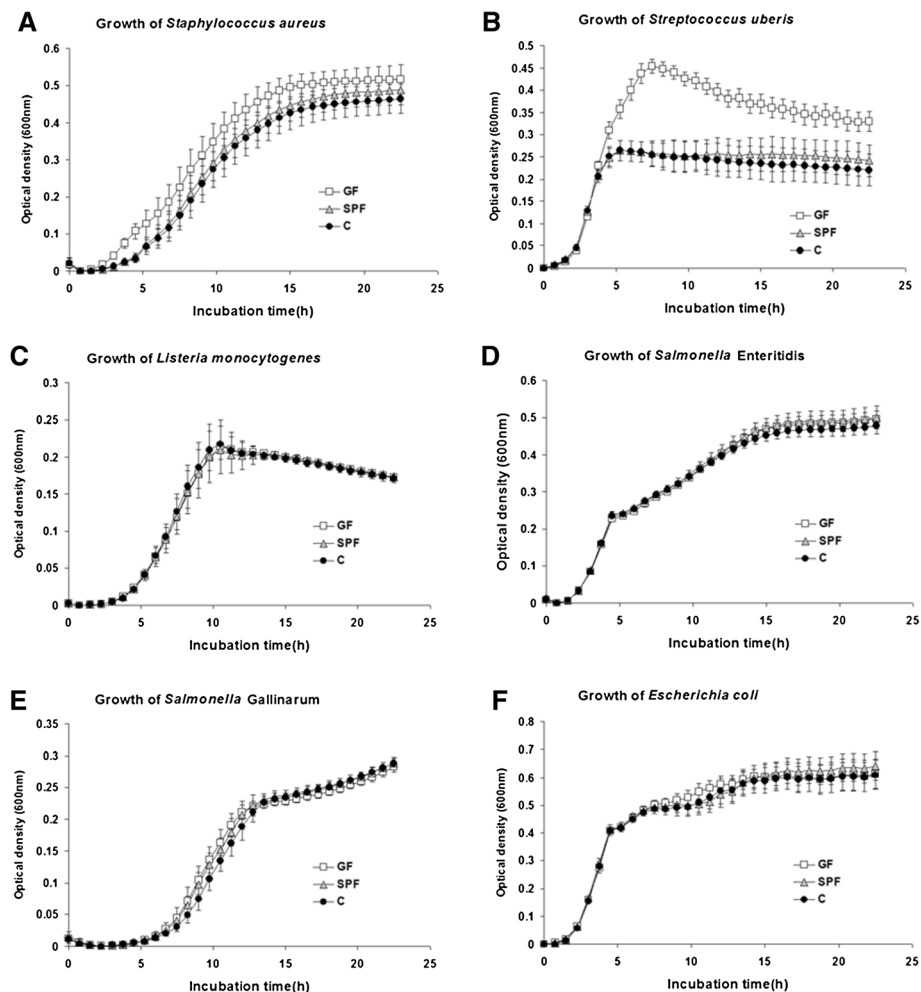 A
Growth of Staphylococcus aureus
Optical density (600nm)
0.6
0.5
0.4
0.3
0.2
0.1
0
GF
SPF
C
0 5 10 15 20 25
Incubation time(h)
B
Growth of Streptococcus uberis
Optical density (600nm)
0.5
0.45
0.4
0.35
0.3
0.25
0.2
0.15
0.1
0.05
0
GF
SPF
C
0 5 10 15 20 25
Incubation time(h)
C
Growth of Listeria monocytogenes
Optical density (600nm)
0.3
0.25
0.2
0.15
0.1
0.05
0
GF
SPF
C
0 5 10 15 20 25
Incubation time(h)
D
Growth of Salmonella Enteritidis
Optical density (600nm)
0.6
0.5
0.4
0.3
0.2
0.1
0
GF
SPF
C
0 5 10 15 20 25
Incubation time(h)
E
Growth of Salmonella Gallinarum
Optical density (600nm)
0.35
0.3
0.25
0.2
0.15
0.1
0.05
0
GF
SPF
C
0 5 10 15 20 25
Incubation time(h)
F
Growth of Escherichia coli
Optical density (600nm)
0.8
0.7
0.6
0.5
0.4
0.3
0.2
0.1
0
GF
SPF
C
0 5 10 15 20 25
Incubation time(h)